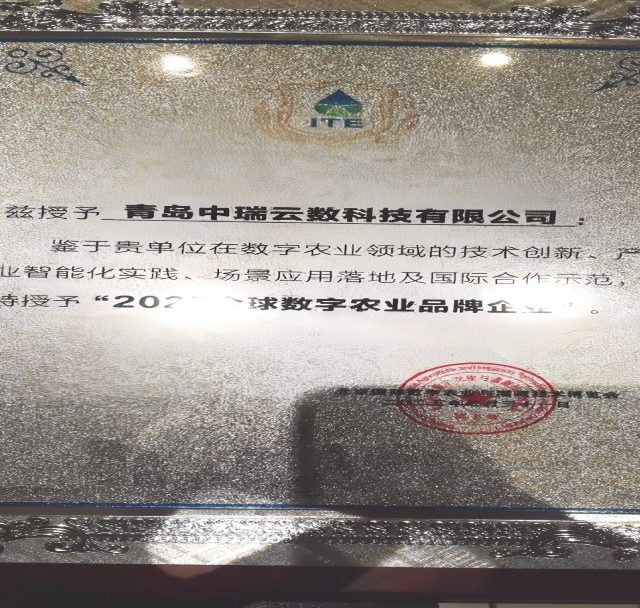 ITE
兹授予 青岛中瑞云数科技有限公司 :
鉴于贵单位在数字农业领域的技术创新、产
业智能化实践、场景应用落地及国际合作示范,
特授予“202 全球数字农业品牌企业”。